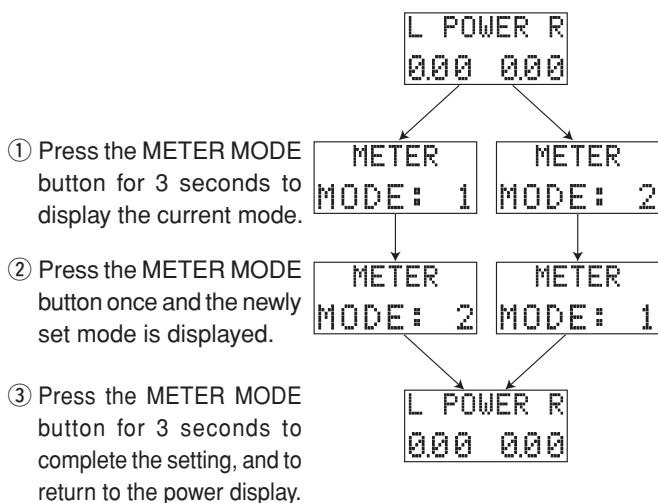 L POWER R
0.00 0.00
① Press the METER MODE
button for 3 seconds to
display the current mode.
METER
MODE: 1
METER
MODE: 2
② Press the METER MODE
button once and the newly
set mode is displayed.
METER
MODE: 2
METER
MODE: 1
③ Press the METER MODE
button for 3 seconds to
complete the setting, and to
return to the power display.
L POWER R
0.00 0.00